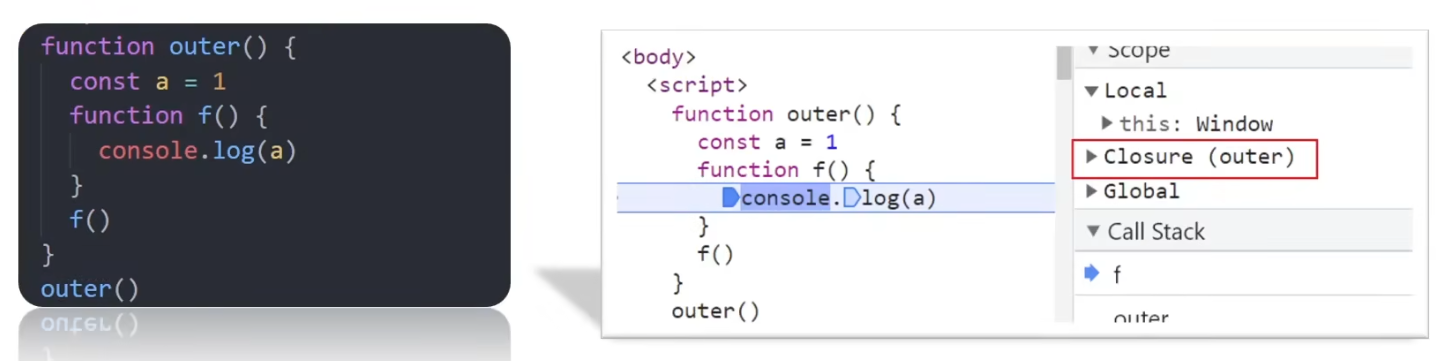 function outer() {
  const a = 1
  function f() {
    console.log(a)
  }
  f()
}
outer()
<body>
  <script>
    function outer() {
      const a = 1
      function f() {
        console.log(a)
      }
      f()
    }
    outer()
Scope
Local
this: Window
Closure (outer)
Global
Call Stack
f
outer